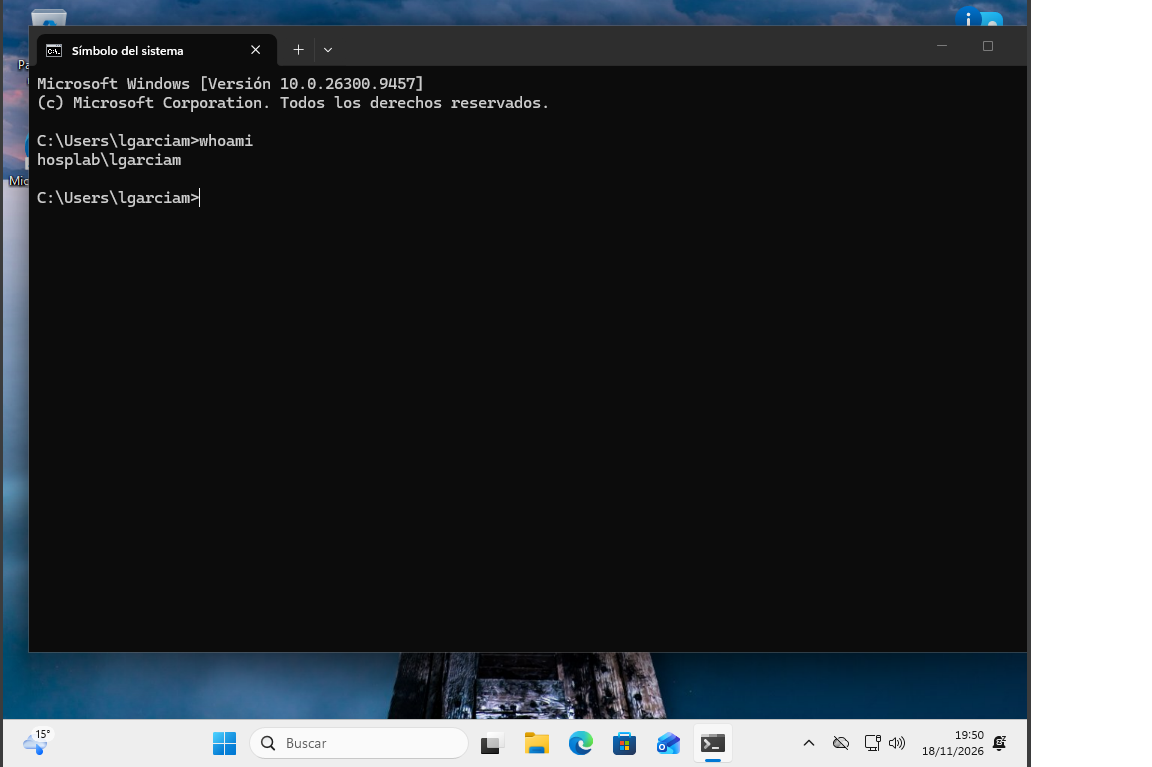 Símbolo del sistema
Microsoft Windows [Versión 10.0.26300.9457]
(c) Microsoft Corporation. Todos los derechos reservados.
C:\Users\lgarciam>whoami
hosplab\lgarciam
C:\Users\lgarciam>
15°
Buscar
19:50
18/11/2026